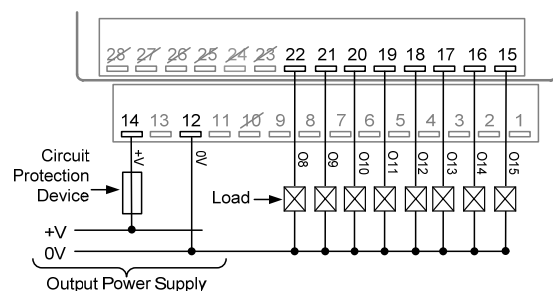 28 27 26 25 24 23 22 21 20 19 18 17 16 15
14 13 12 11 10 9 8 7 6 5 4 3 2 1
+V 0V O8 O9 O10 O11 O12 O13 O14 O15
Circuit
Protection
Device
Load
+V
0V
Output Power Supply